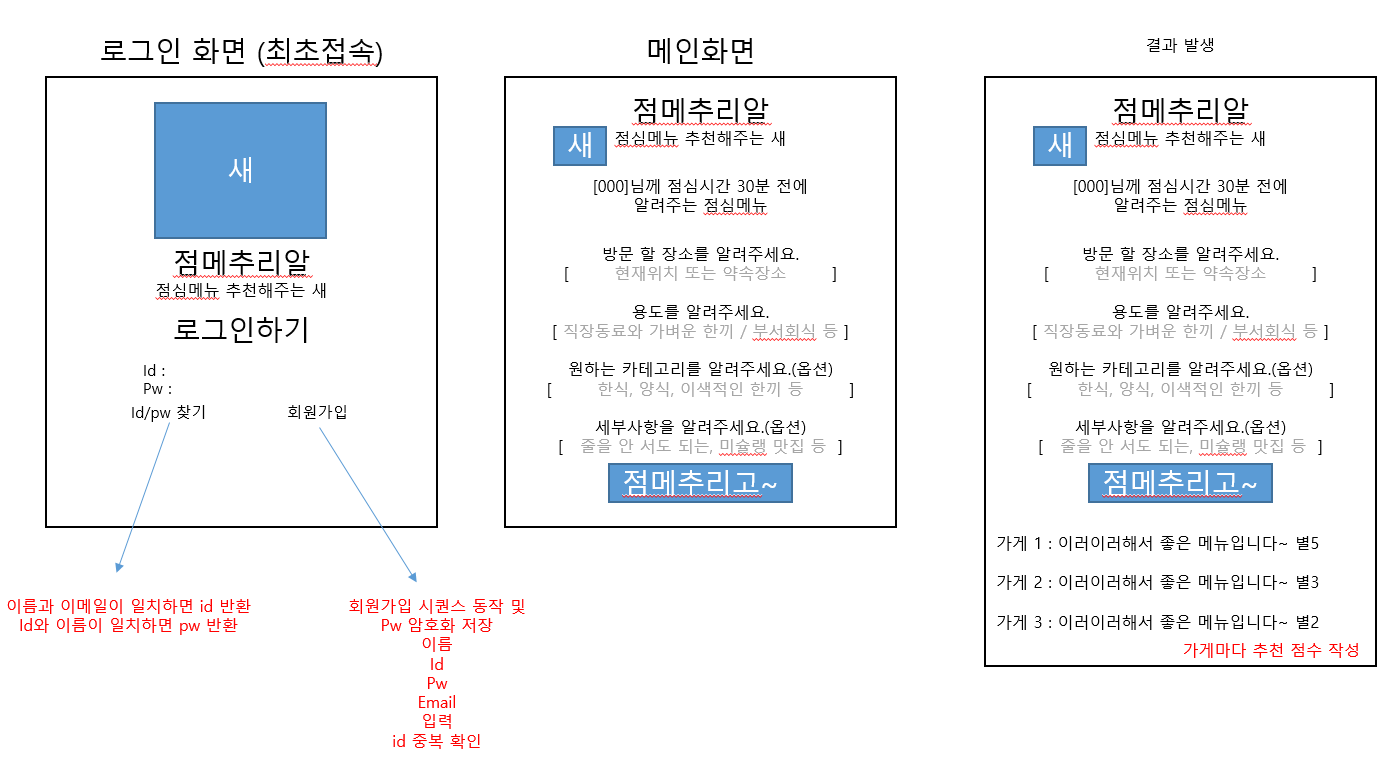 로그인 화면 (최초접속)
새
점메추리알
점심메뉴 추천해주는 새
로그인하기
Id :
Pw :
Id/pw 찾기
회원가입
이름과 이메일이 일치하면 id 반환
Id와 이름이 일치하면 pw 반환
회원가입 시퀀스 동작 및
Pw 암호화 저장
이름
Id
Pw
Email
입력
id 중복 확인
메인화면
점메추리알
새
점심메뉴 추천해주는 새
[000]님께 점심시간 30분 전에
알려주는 점심메뉴
방문 할 장소를 알려주세요.
[ 현재위치 또는 약속장소 ]
용도를 알려주세요.
[ 직장동료와 가벼운 한끼 / 부서회식 등 ]
원하는 카테고리를 알려주세요.(옵션)
[ 한식, 양식, 이색적인 한끼 등 ]
세부사항을 알려주세요.(옵션)
[ 줄을 안 서도 되는, 미슐랭 맛집 등 ]
점메추리고~
결과 발생
점메추리알
새
점심메뉴 추천해주는 새
[000]님께 점심시간 30분 전에
알려주는 점심메뉴
방문 할 장소를 알려주세요.
[ 현재위치 또는 약속장소 ]
용도를 알려주세요.
[ 직장동료와 가벼운 한끼 / 부서회식 등 ]
원하는 카테고리를 알려주세요.(옵션)
[ 한식, 양식, 이색적인 한끼 등 ]
세부사항을 알려주세요.(옵션)
[ 줄을 안 서도 되는, 미슐랭 맛집 등 ]
점메추리고~
가게 1 : 이러이러해서 좋은 메뉴입니다~ 별5
가게 2 : 이러이러해서 좋은 메뉴입니다~ 별3
가게 3 : 이러이러해서 좋은 메뉴입니다~ 별2
가게마다 추천 점수 작성